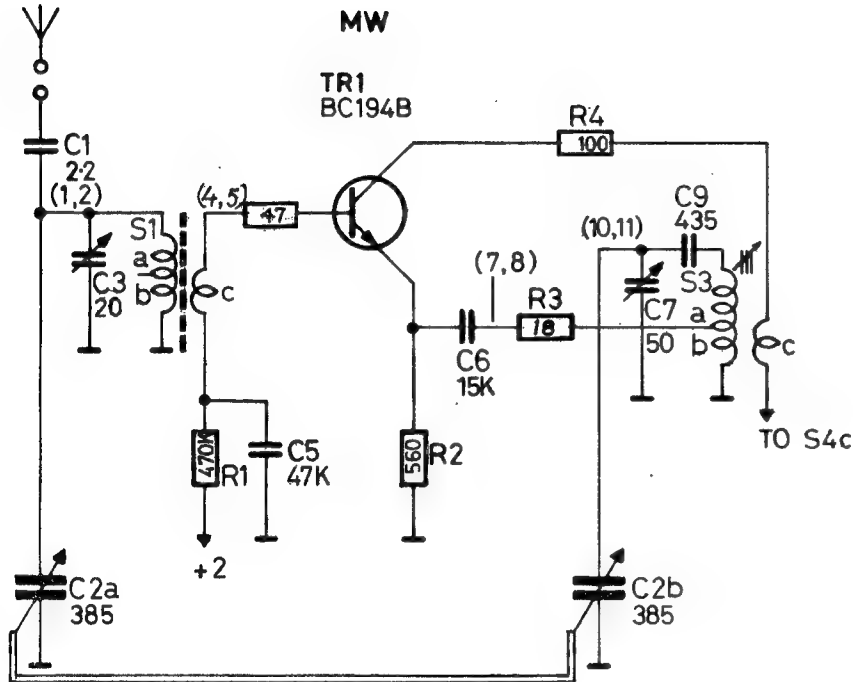 MW
TR1
BC194B
R4
100
C1
2·2
(1,2)
(4,5)
47
C9
435
(10,11)
S1
a
b
c
C3
20
(7,8)
S3
a
b
c
C7
50
R3
18
C6
15K
TO S4c
470K
R1
C5
47K
560
R2
+2
C2a
385
C2b
385